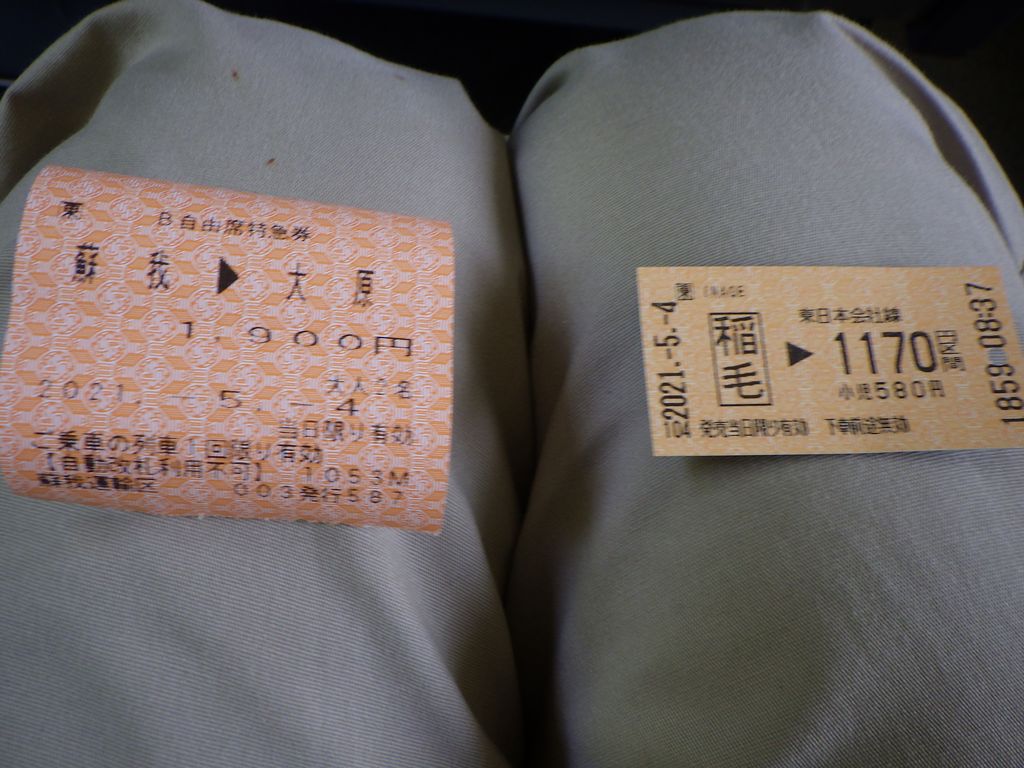 東 B自由席特急券
蘇我▶大原
1,900円
大人2名
2021.-5.-4
当日限り有効
ご乗車の列車1回限り有効
【自動改札利用不可】 1053M
蘇我運輸区 003発行587
東 INAGE
2021.-5.-4
稲毛
▶
東日本会社線
1170円区間
小児580円
104 発売当日限り有効 下車前途無効
1859 08:37